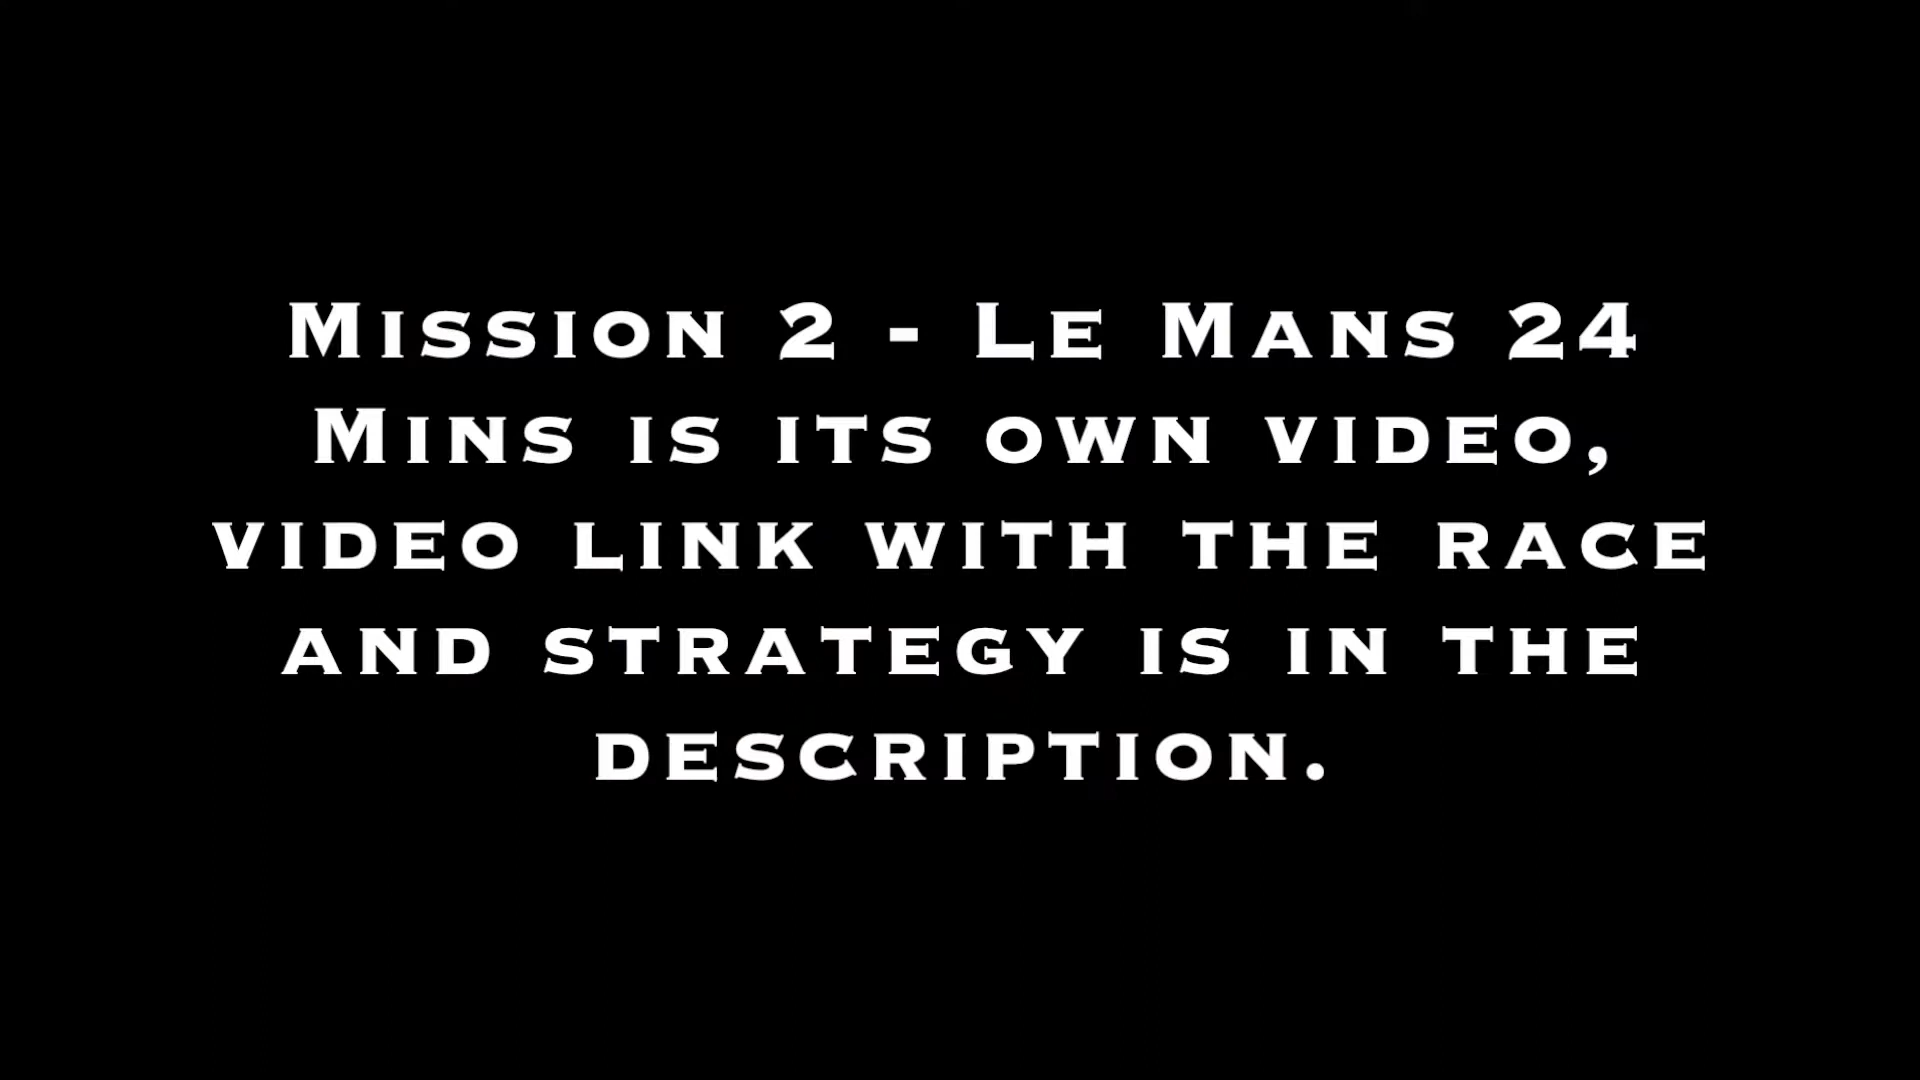 Mission 2 - Le Mans 24
Mins is its own video,
video link with the race
and strategy is in the
description.